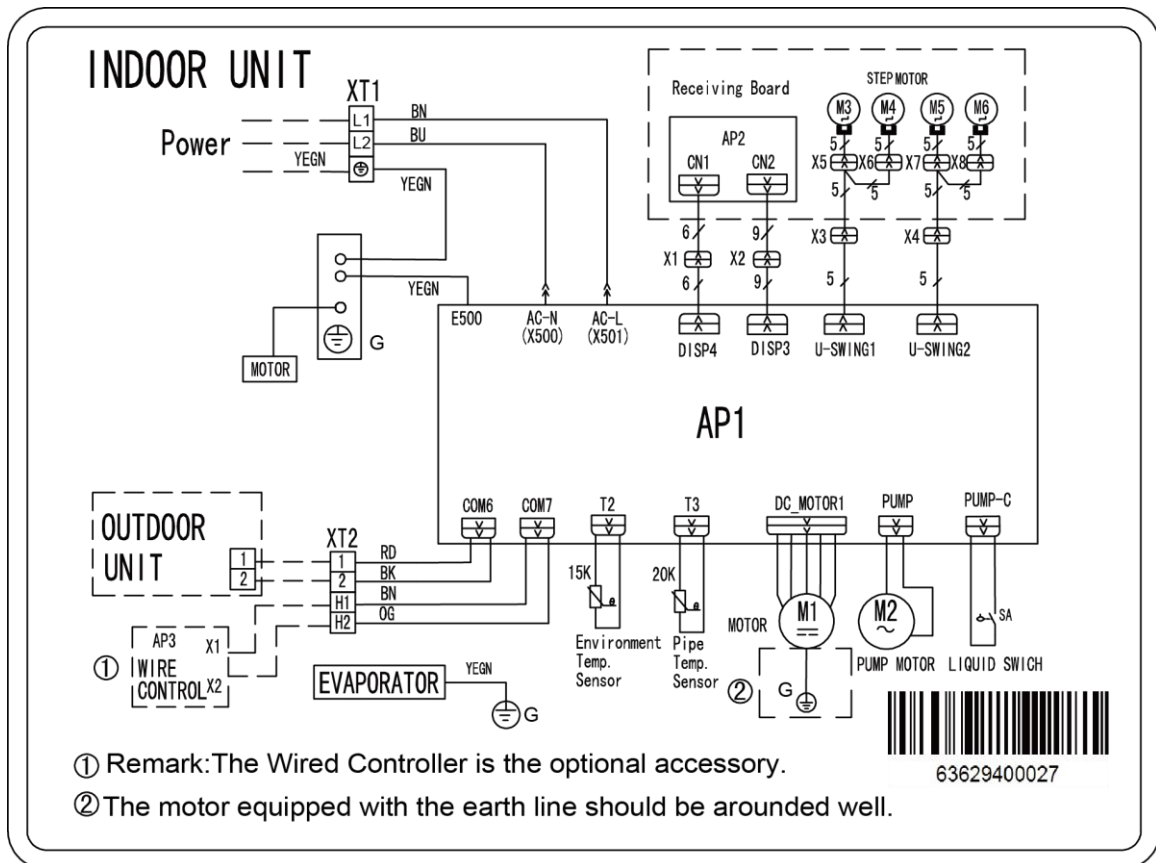 INDOOR UNIT
XT1
Power
L1
BN
L2
BU
YEGN
YEGN
YEGN
G
MOTOR
Receiving Board
STEP MOTOR
M3
M4
M5
M6
AP2
CN1
CN2
5
5
5
5
X5
X6
X7
X8
5
5
5
5
6
9
X1
X2
X3
X4
6
9
5
5
E500
AC-N
(X500)
AC-L
(X501)
DISP4
DISP3
U-SWING1
U-SWING2
AP1
COM6
COM7
T2
T3
DC_MOTOR1
PUMP
PUMP-C
OUTDOOR
UNIT
1
2
XT2
1
RD
2
BK
H1
BN
H2
OG
① AP3 X1
WIRE
CONTROL X2
15K
θ
Environment
Temp.
Sensor
20K
θ
Pipe
Temp.
Sensor
MOTOR
M1
② G
M2
PUMP MOTOR
SA
LIQUID SWICH
EVAPORATOR
YEGN
G
63629400027
① Remark:The Wired Controller is the optional accessory.
② The motor equipped with the earth line should be arounded well.